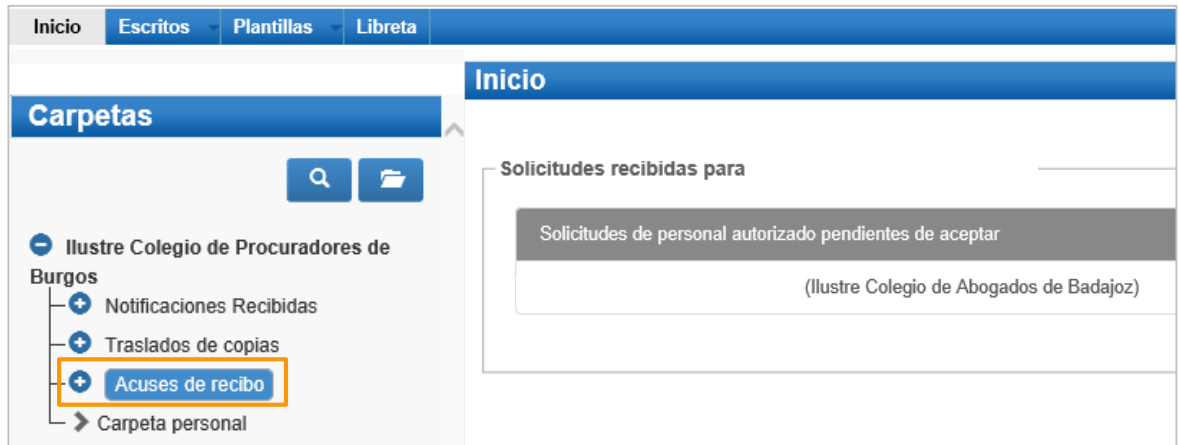 Inicio Escritos Plantillas Libreta
Carpetas
Ilustre Colegio de Procuradores de
Burgos
Notificaciones Recibidas
Traslados de copias
Acuses de recibo
Carpeta personal
Inicio
Solicitudes recibidas para
Solicitudes de personal autorizado pendientes de aceptar
(Ilustre Colegio de Abogados de Badajoz)